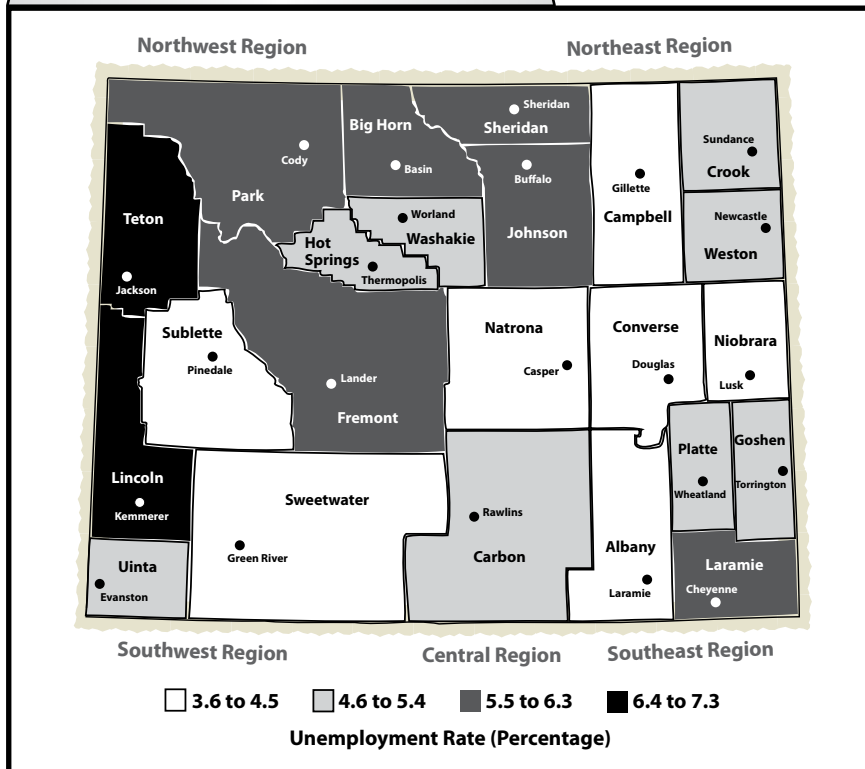 Northwest Region
Northeast Region
Big Horn
Sheridan
Sheridan
Cody
Basin
Buffalo
Sundance
Crook
Gillette
Park
Teton
Worland
Washakie
Johnson
Campbell
Newcastle
Weston
Hot
Springs
Thermopolis
Jackson
Sublette
Pinedale
Natrona
Converse
Niobrara
Casper
Douglas
Lusk
Lander
Fremont
Platte
Goshen
Lincoln
Kemmerer
Sweetwater
Rawlins
Wheatland
Torrington
Green River
Carbon
Albany
Laramie
Uinta
Evanston
Laramie
Cheyenne
Southwest Region
Central Region
Southeast Region
3.6 to 4.5
4.6 to 5.4
5.5 to 6.3
6.4 to 7.3
Unemployment Rate (Percentage)